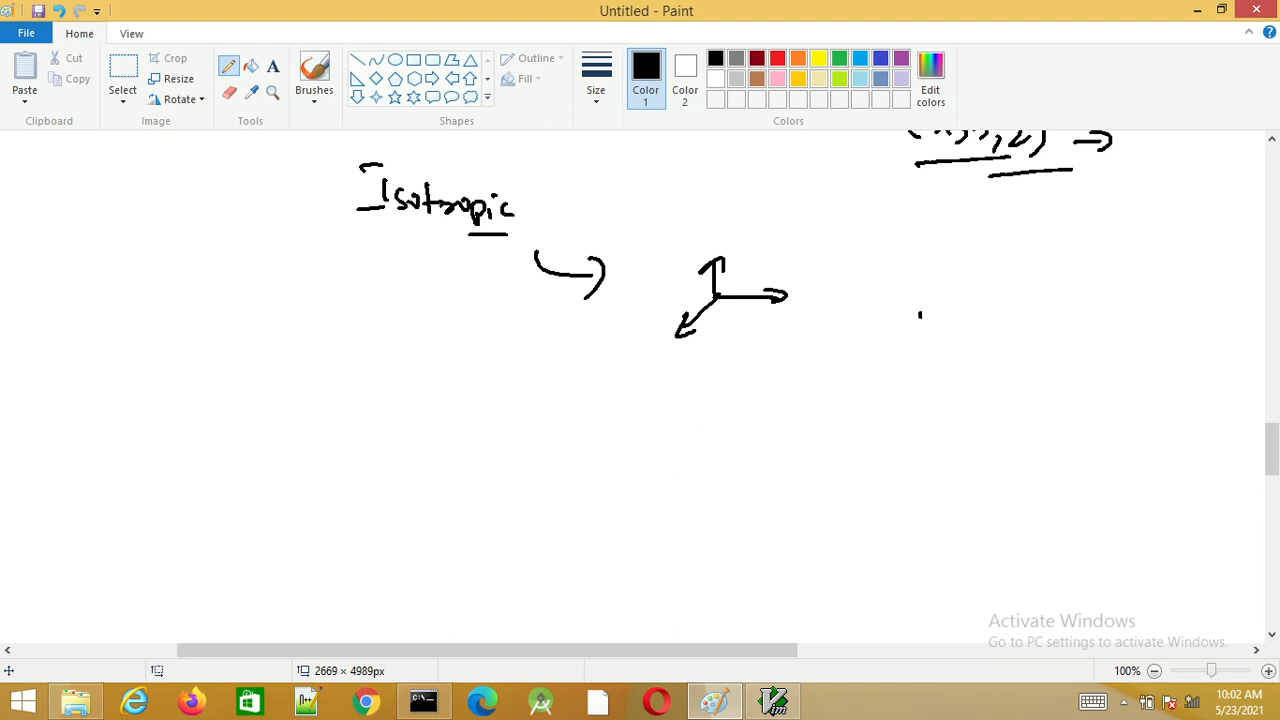 Untitled - Paint
File Home View
Paste
Cut
Copy
Clipboard
Select
Crop
Resize
Rotate
Image
Tools
Brushes
Shapes
Outline
Fill
Size
Color 1
Color 2
Edit colors
Colors
Isotropic
Activate Windows
Go to PC settings to activate Windows.
2669 × 4989px
100%
10:02 AM
5/23/2021